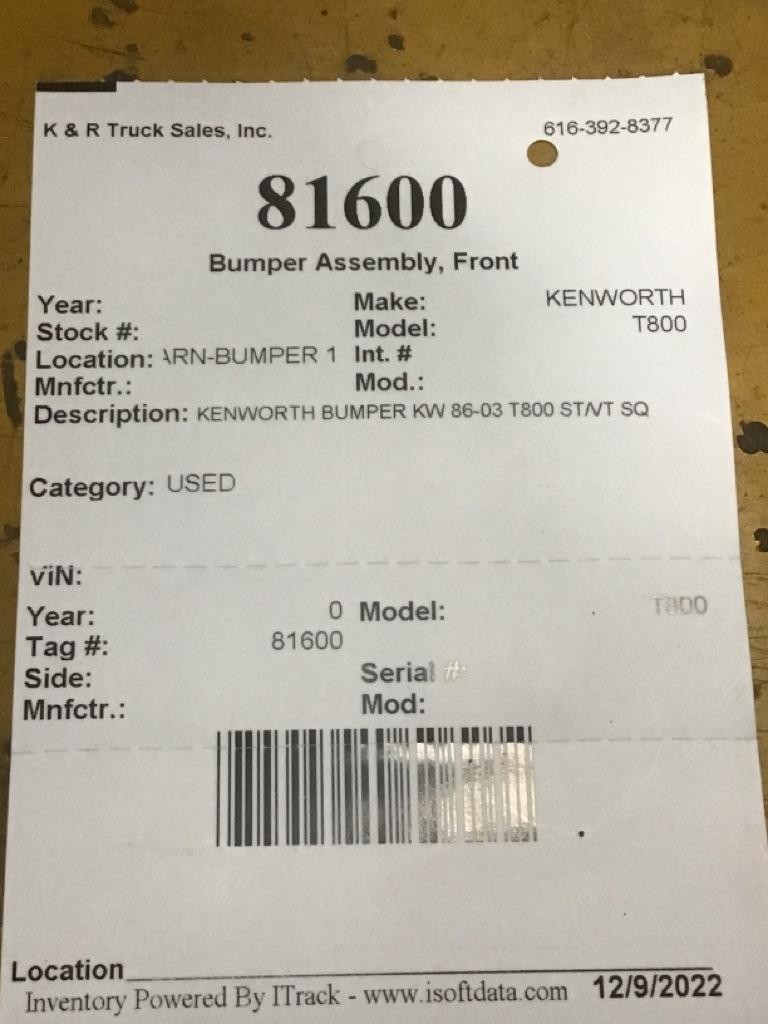 K & R Truck Sales, Inc. 616-392-8377
81600
Bumper Assembly, Front
Year: Make: KENWORTH
Stock #: Model: T800
Location: ARN-BUMPER 1 Int. #
Mnfctr.: Mod.:
Description: KENWORTH BUMPER KW 86-03 T800 ST/VT SQ
Category: USED
VIN:
Year: 0 Model: T800
Tag #: 81600
Side: Serial #:
Mnfctr.: Mod:
Location
Inventory Powered By ITrack - www.isoftdata.com 12/9/2022